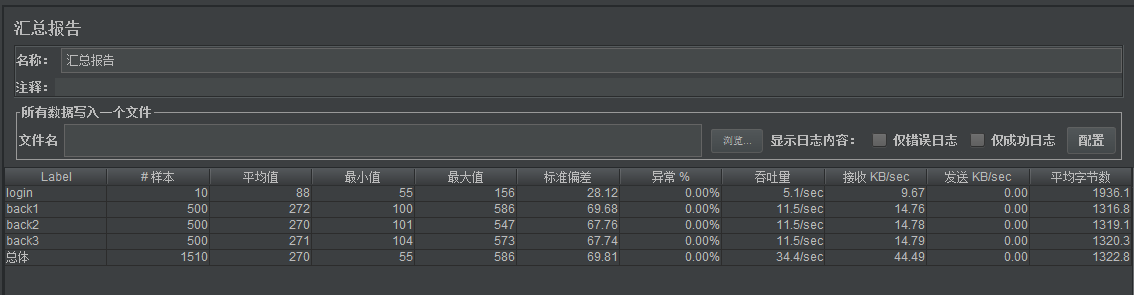 汇总报告
名称： 汇总报告
注释：
所有数据写入一个文件
文件名 浏览... 显示日志内容： 仅错误日志 仅成功日志 配置
Label # 样本 平均值 最小值 最大值 标准偏差 异常 % 吞吐量 接收 KB/sec 发送 KB/sec 平均字节数
login 10 88 55 156 28.12 0.00% 5.1/sec 9.67 0.00 1936.1
back1 500 272 100 586 69.68 0.00% 11.5/sec 14.76 0.00 1316.8
back2 500 270 101 547 67.76 0.00% 11.5/sec 14.78 0.00 1319.1
back3 500 271 104 573 67.74 0.00% 11.5/sec 14.79 0.00 1320.3
总体 1510 270 55 586 69.81 0.00% 34.4/sec 44.49 0.00 1322.8